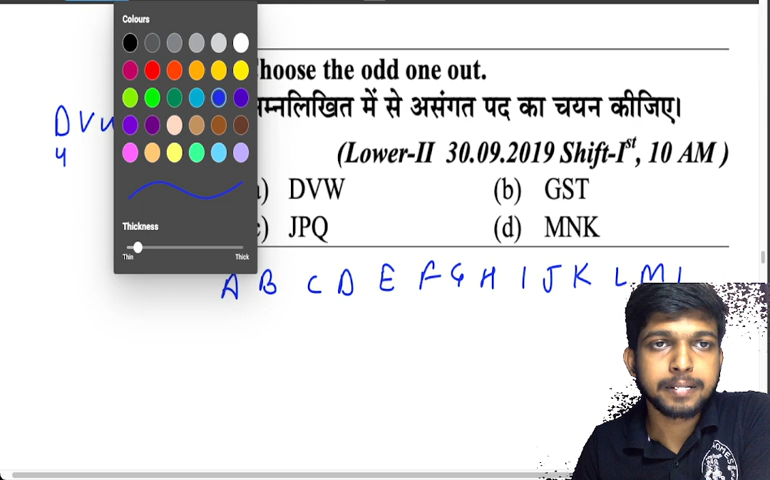 Colours
hoose the odd one out.
म्नलिखित में से असंगत पद का चयन कीजिए।
D V
4
(Lower-II 30.09.2019 Shift-Ist, 10 AM )
) DVW (b) GST
) JPQ (d) MNK
Thickness
Thin Thick
A B C D E F G H I J K L M